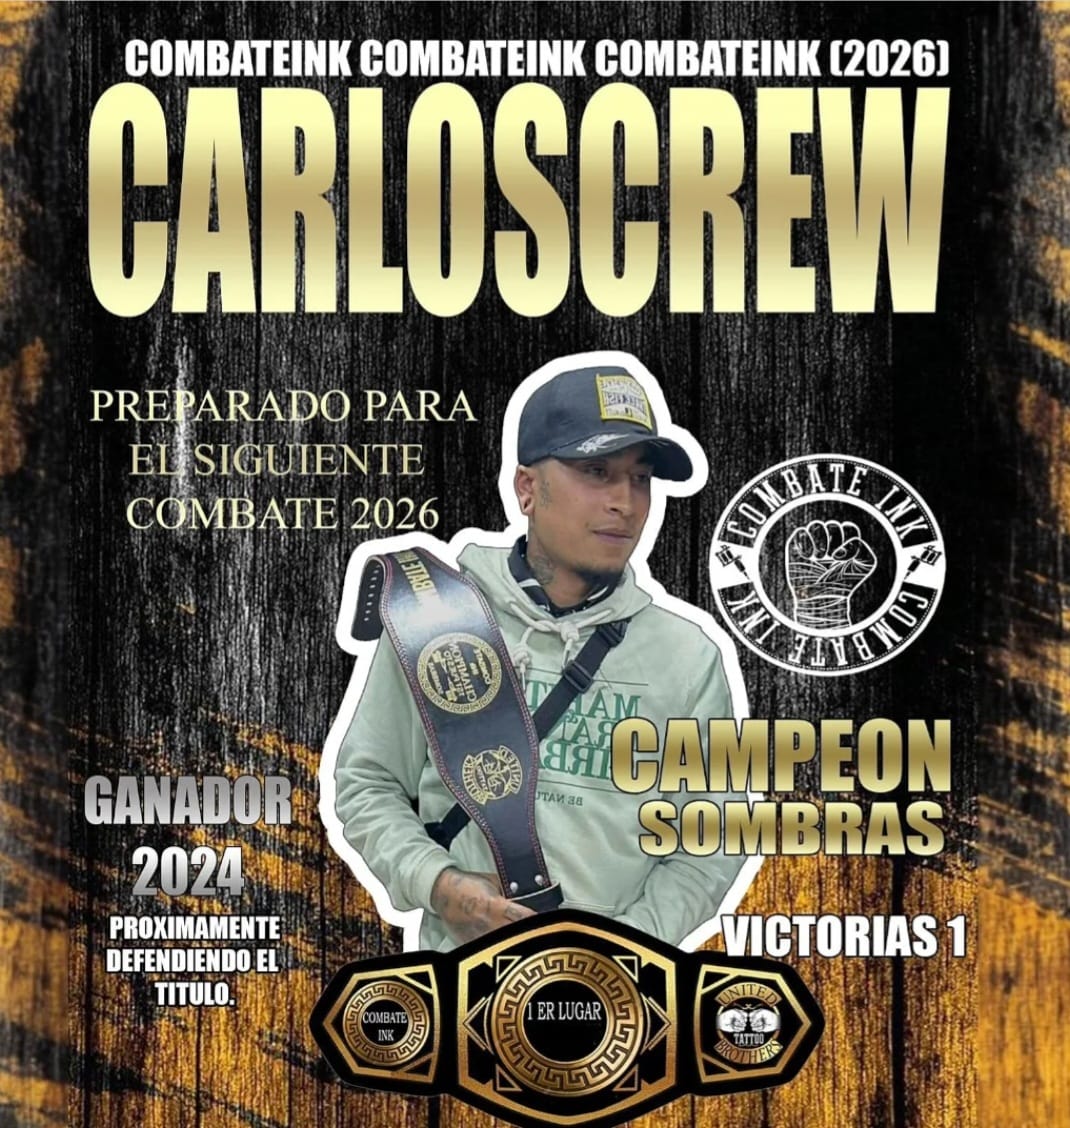 COMBATEINK COMBATEINK COMBATEINK (2026)
CARLOSCREW
PREPARADO PARA
EL SIGUIENTE
COMBATE 2026
COMBATE INK COMBATE INK
CAMPEON
SOMBRAS
GANADOR
2024
PROXIMAMENTE
DEFENDIENDO EL
TITULO.
VICTORIAS 1
COMBATE
INK
1 ER LUGAR
UNITED
TATTOO
BROTHERS